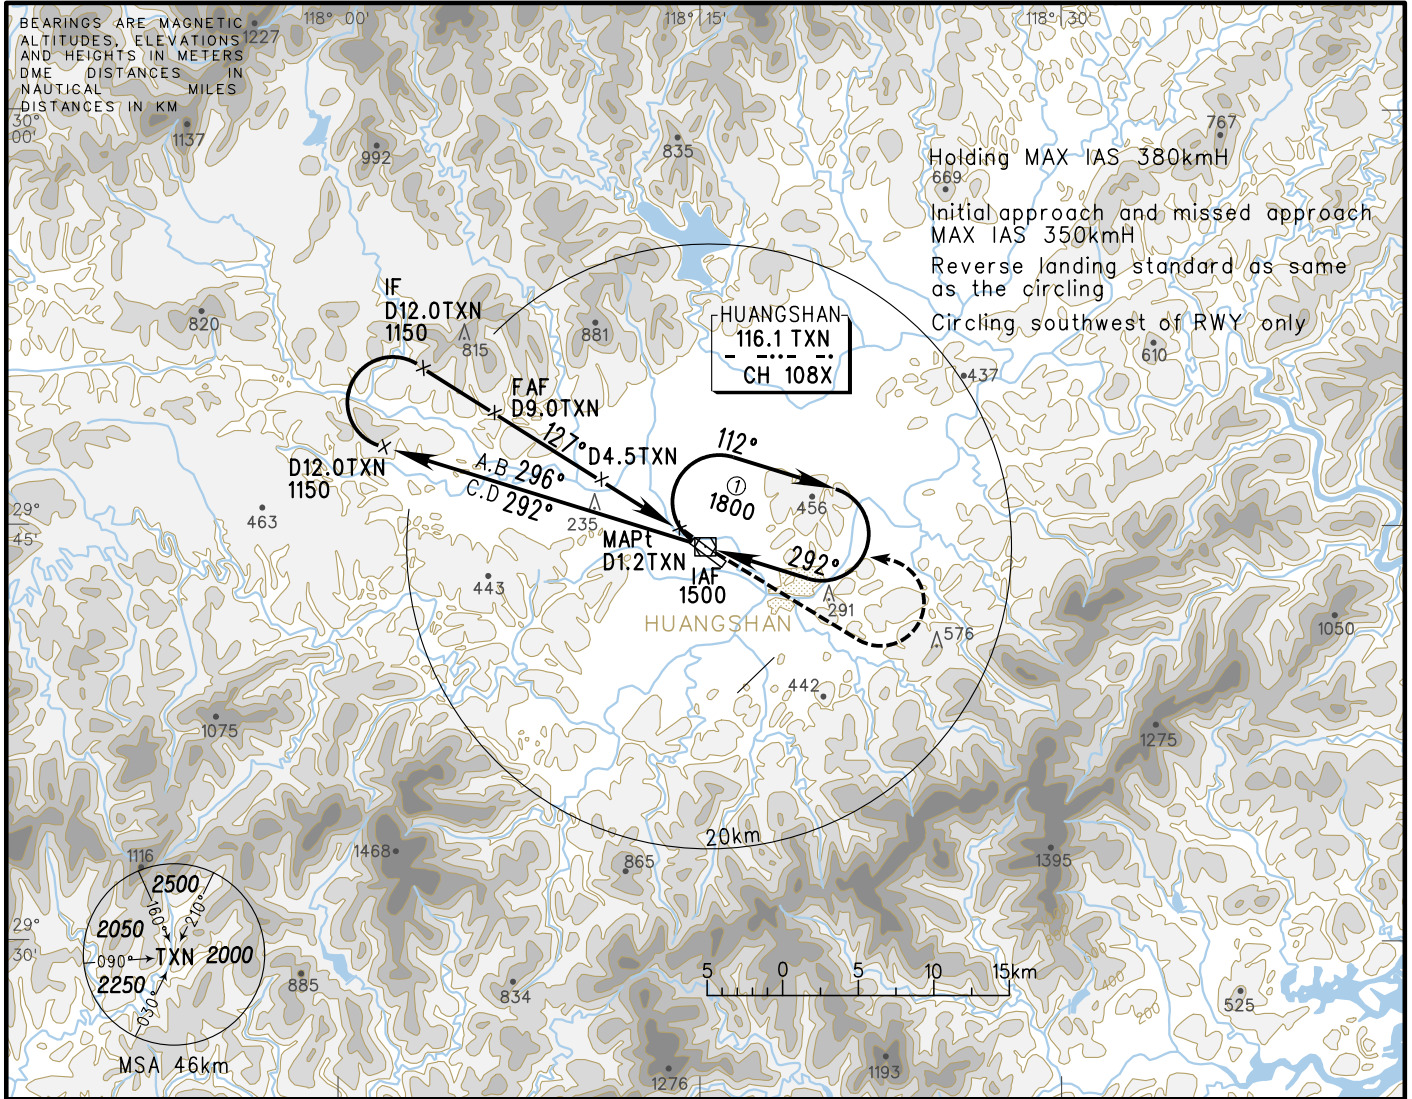 BEARINGS ARE MAGNETIC
ALTITUDES, ELEVATIONS
AND HEIGHTS IN METERS
DME DISTANCES IN
NAUTICAL MILES
DISTANCES IN KM
118° 00'
118° 15'
118° 30'
1227
30°
00'
1137
992
835
767
Holding MAX IAS 380kmH
669
Initial approach and missed approach
MAX IAS 350kmH
Reverse landing standard as same
as the circling
Circling southwest of RWY only
IF
D12.0TXN
1150
820
815
881
HUANGSHAN
116.1 TXN
CH 108X
610
437
FAF
D9.0TXN
127°
D4.5TXN
112°
D12.0TXN
1150
A.B 296°
C.D 292°
①
1800
456
463
235
29°
45'
MAPt
D1.2TXN
IAF
1500
292°
291
443
HUANGSHAN
576
1050
442
1075
1275
20km
1468
865
1395
1116
2500
160°
210°
2050
090°
TXN
2000
2250
030°
MSA 46km
29°
30'
885
834
5 0 5 10 15km
600
400
200
525
1276
1193